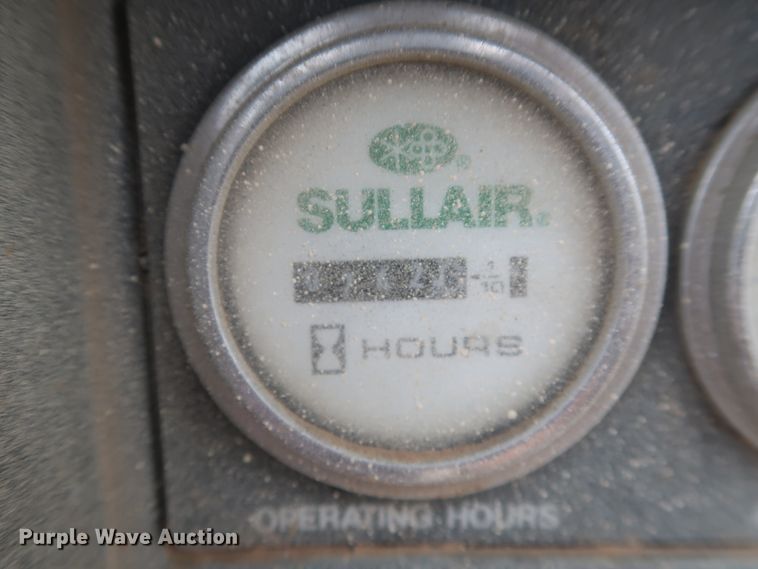 SULLAIR
1/10
HOURS
OPERATING HOURS
Purple Wave Auction